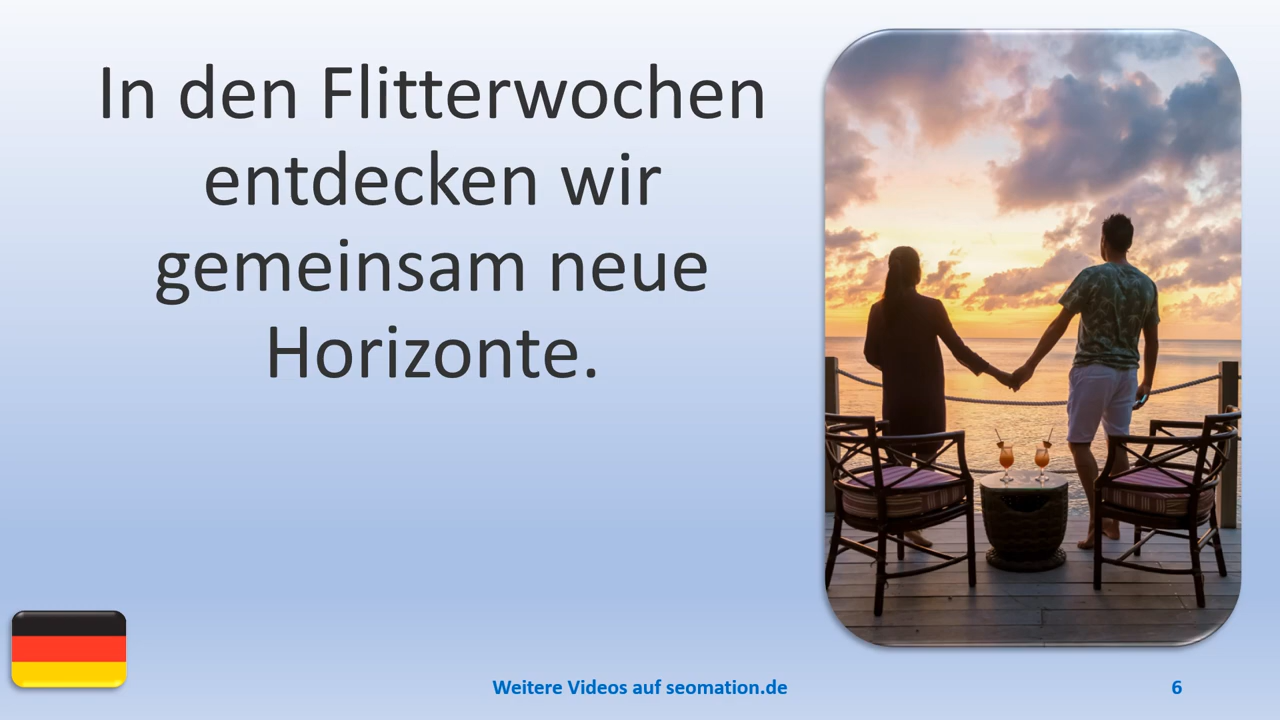 In den Flitterwochen
entdecken wir
gemeinsam neue
Horizonte.
Weitere Videos auf seomation.de
6